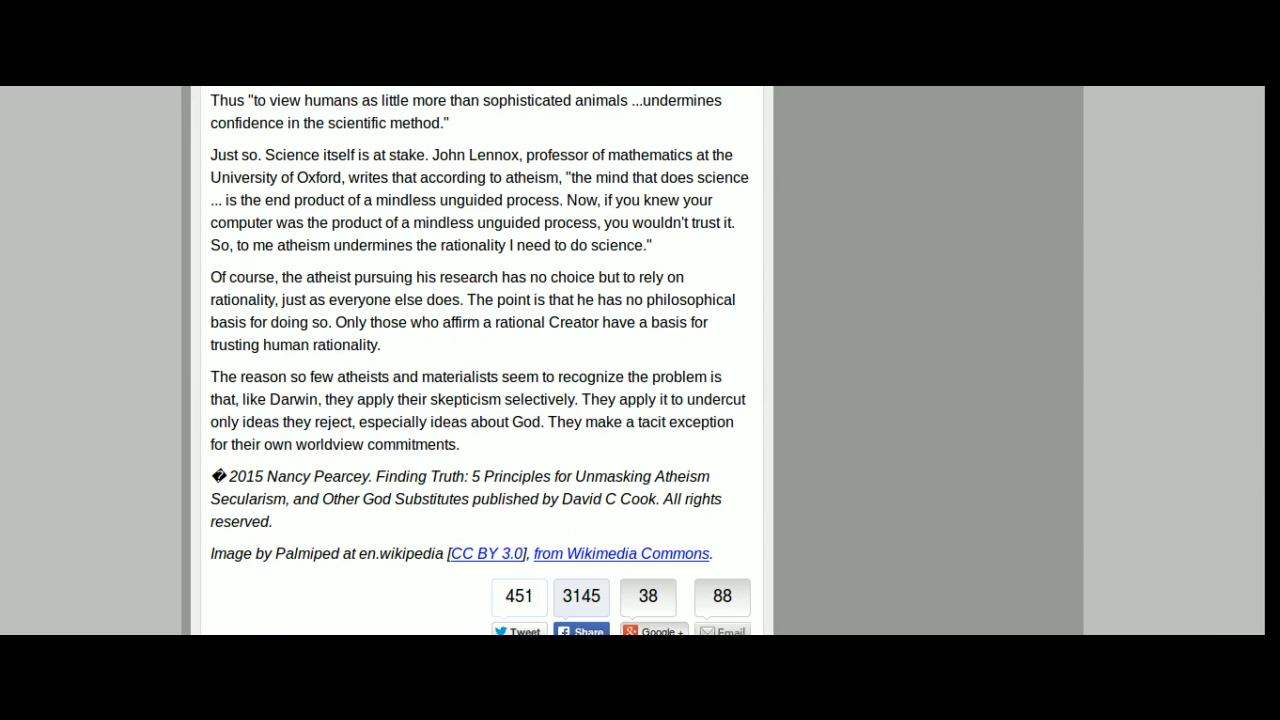 Thus "to view humans as little more than sophisticated animals ...undermines
confidence in the scientific method."
Just so. Science itself is at stake. John Lennox, professor of mathematics at the
University of Oxford, writes that according to atheism, "the mind that does science
... is the end product of a mindless unguided process. Now, if you knew your
computer was the product of a mindless unguided process, you wouldn't trust it.
So, to me atheism undermines the rationality I need to do science."
Of course, the atheist pursuing his research has no choice but to rely on
rationality, just as everyone else does. The point is that he has no philosophical
basis for doing so. Only those who affirm a rational Creator have a basis for
trusting human rationality.
The reason so few atheists and materialists seem to recognize the problem is
that, like Darwin, they apply their skepticism selectively. They apply it to undercut
only ideas they reject, especially ideas about God. They make a tacit exception
for their own worldview commitments.
� 2015 Nancy Pearcey. Finding Truth: 5 Principles for Unmasking Atheism
Secularism, and Other God Substitutes published by David C Cook. All rights
reserved.
Image by Palmiped at en.wikipedia [CC BY 3.0], from Wikimedia Commons.
451 3145 38 88
Tweet Share Google + Email